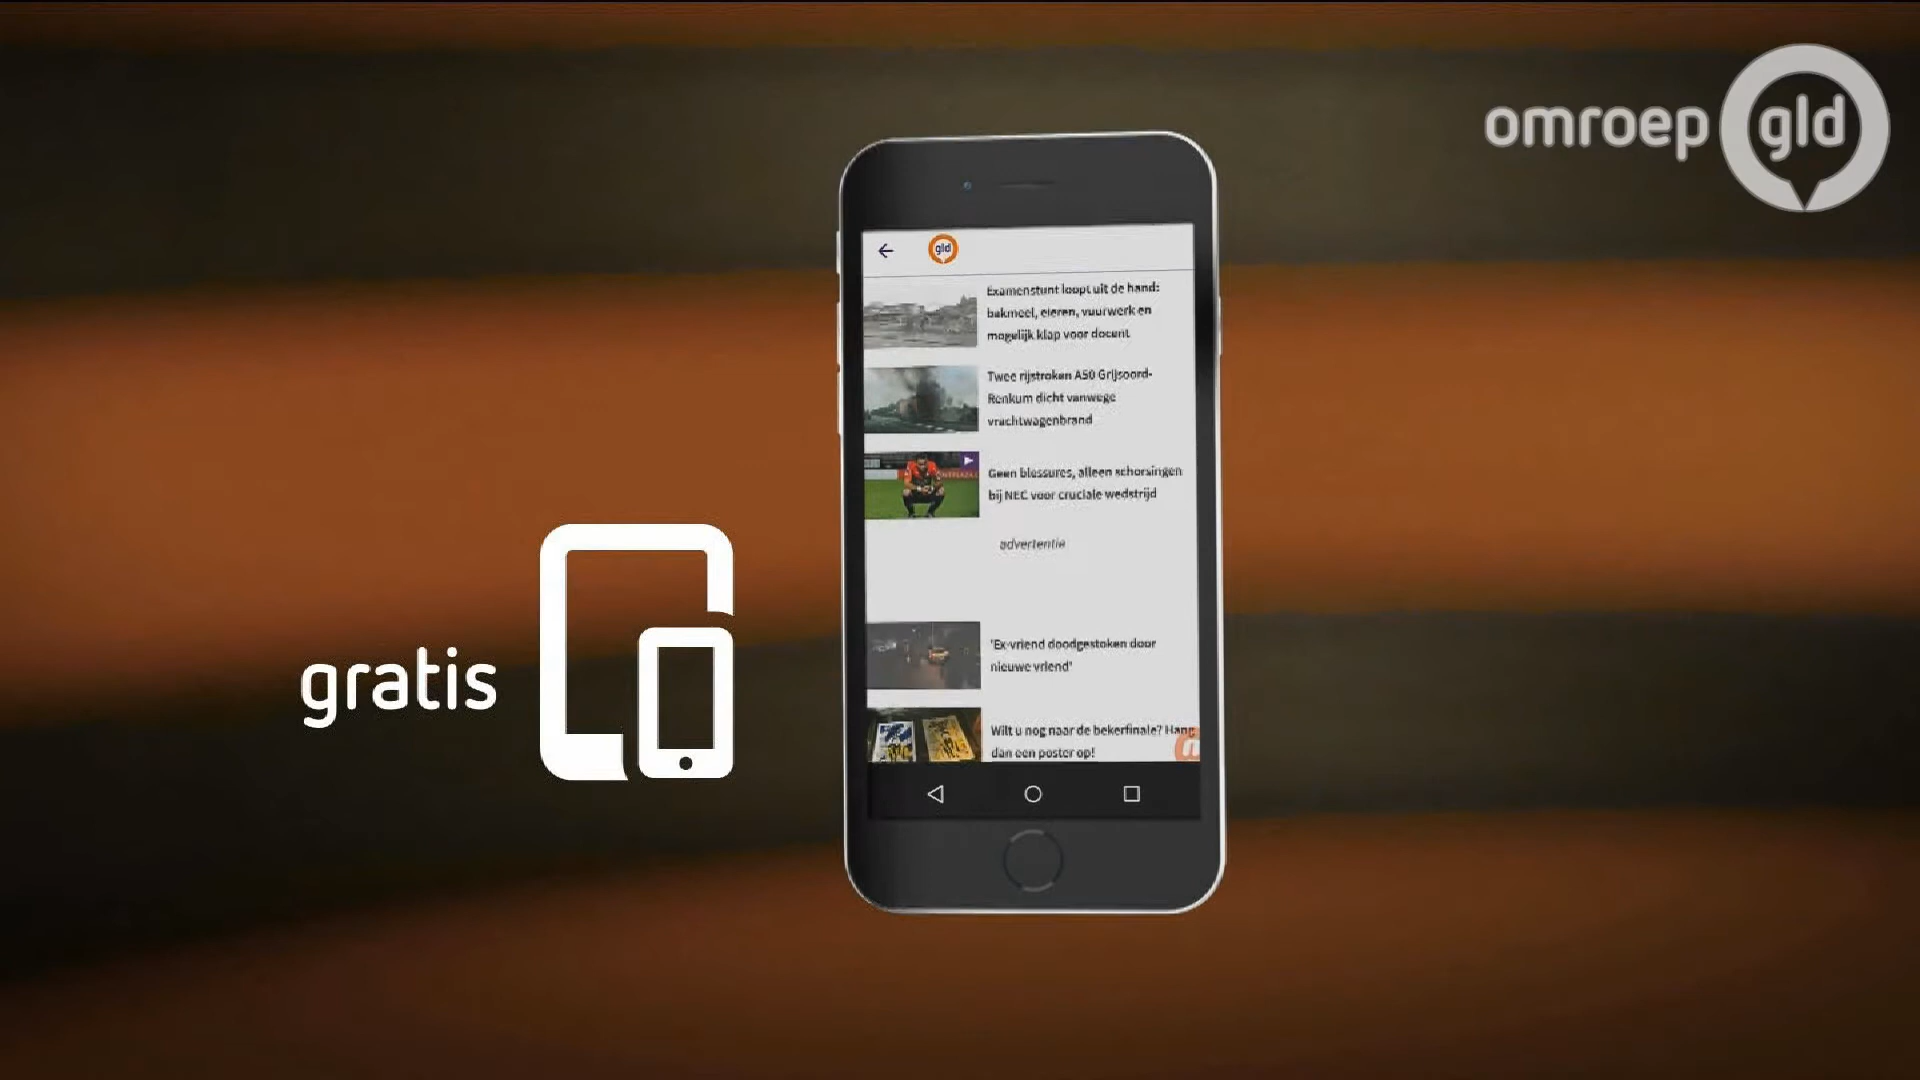 omroep gld
gld
Examenstunt loopt uit de hand:
bakmeel, eieren, vuurwerk en
mogelijk klap voor docent
Twee rijstroken A50 Grijsoord-
Renkum dicht vanwege
vrachtwagenbrand
Geen blessures, alleen schorsingen
bij NEC voor cruciale wedstrijd
advertentie
'Ex-vriend doodgestoken door
nieuwe vriend'
Wilt u nog naar de bekerfinale? Hang
dan een poster op!
gratis